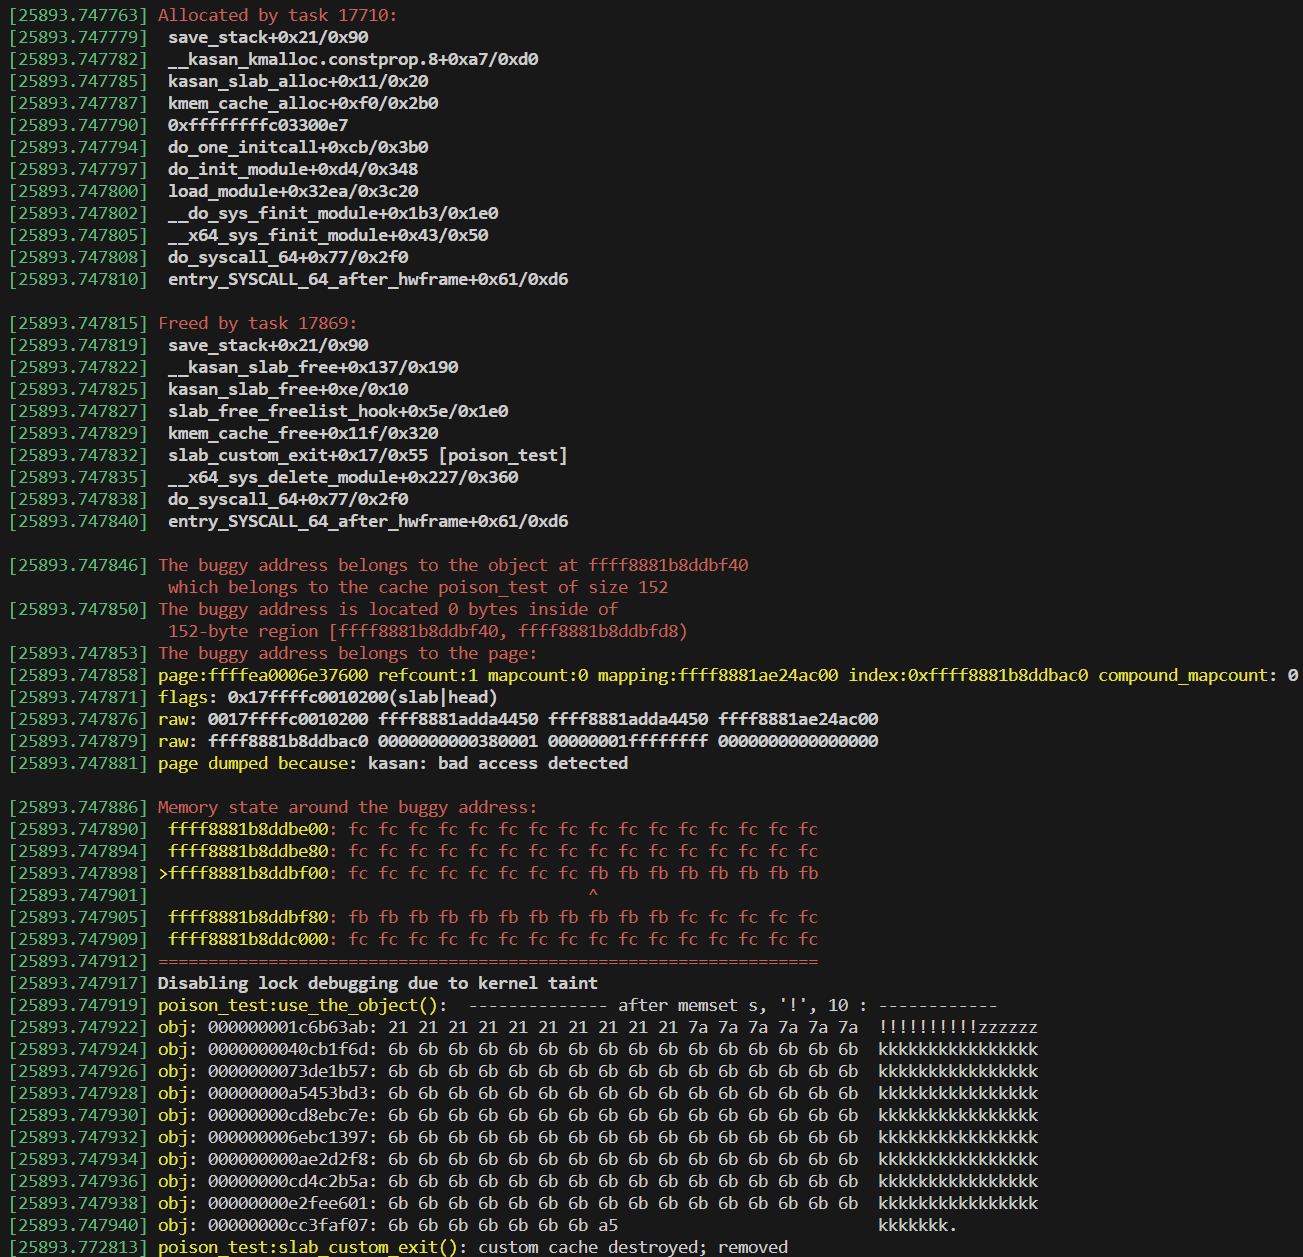 [25893.747763] Allocated by task 17710:
[25893.747779]  save_stack+0x21/0x90
[25893.747782]  __kasan_kmalloc.constprop.8+0xa7/0xd0
[25893.747785]  kasan_slab_alloc+0x11/0x20
[25893.747787]  kmem_cache_alloc+0xf0/0x2b0
[25893.747790]  0xffffffffc03300e7
[25893.747794]  do_one_initcall+0xcb/0x3b0
[25893.747797]  do_init_module+0xd4/0x348
[25893.747800]  load_module+0x32ea/0x3c20
[25893.747802]  __do_sys_finit_module+0x1b3/0x1e0
[25893.747805]  __x64_sys_finit_module+0x43/0x50
[25893.747808]  do_syscall_64+0x77/0x2f0
[25893.747810]  entry_SYSCALL_64_after_hwframe+0x61/0xd6
[25893.747815] Freed by task 17869:
[25893.747819]  save_stack+0x21/0x90
[25893.747822]  __kasan_slab_free+0x137/0x190
[25893.747825]  kasan_slab_free+0xe/0x10
[25893.747827]  slab_free_freelist_hook+0x5e/0x1e0
[25893.747829]  kmem_cache_free+0x11f/0x320
[25893.747832]  slab_custom_exit+0x17/0x55 [poison_test]
[25893.747835]  __x64_sys_delete_module+0x227/0x360
[25893.747838]  do_syscall_64+0x77/0x2f0
[25893.747840]  entry_SYSCALL_64_after_hwframe+0x61/0xd6
[25893.747846] The buggy address belongs to the object at ffff8881b8ddbf40
which belongs to the cache poison_test of size 152
[25893.747850] The buggy address is located 0 bytes inside of
152-byte region [ffff8881b8ddbf40, ffff8881b8ddbfd8)
[25893.747853] The buggy address belongs to the page:
[25893.747858] page:ffffea0006e37600 refcount:1 mapcount:0 mapping:ffff8881ae24ac00 index:0xffff8881b8ddbac0 compound_mapcount: 0
[25893.747871] flags: 0x17ffffc0010200(slab|head)
[25893.747876] raw: 0017ffffc0010200 ffff8881adda4450 ffff8881adda4450 ffff8881ae24ac00
[25893.747879] raw: ffff8881b8ddbac0 0000000000380001 00000001ffffffff 0000000000000000
[25893.747881] page dumped because: kasan: bad access detected
[25893.747886] Memory state around the buggy address:
[25893.747890]  ffff8881b8ddbe00: fc fc fc fc fc fc fc fc fc fc fc fc fc fc fc fc
[25893.747894]  ffff8881b8ddbe80: fc fc fc fc fc fc fc fc fc fc fc fc fc fc fc fc
[25893.747898] >ffff8881b8ddbf00: fc fc fc fc fc fc fc fc fb fb fb fb fb fb fb fb
[25893.747901]                                            ^
[25893.747905]  ffff8881b8ddbf80: fb fb fb fb fb fb fb fb fb fb fb fc fc fc fc fc
[25893.747909]  ffff8881b8ddc000: fc fc fc fc fc fc fc fc fc fc fc fc fc fc fc fc
[25893.747912] ==================================================================
[25893.747917] Disabling lock debugging due to kernel taint
[25893.747919] poison_test:use_the_object():  -------------- after memset s, '!', 10 : ------------
[25893.747922] obj: 000000001c6b63ab: 21 21 21 21 21 21 21 21 21 21 7a 7a 7a 7a 7a 7a  !!!!!!!!!!zzzzzz
[25893.747924] obj: 0000000040cb1f6d: 6b 6b 6b 6b 6b 6b 6b 6b 6b 6b 6b 6b 6b 6b 6b 6b  kkkkkkkkkkkkkkkk
[25893.747926] obj: 0000000073de1b57: 6b 6b 6b 6b 6b 6b 6b 6b 6b 6b 6b 6b 6b 6b 6b 6b  kkkkkkkkkkkkkkkk
[25893.747928] obj: 00000000a5453bd3: 6b 6b 6b 6b 6b 6b 6b 6b 6b 6b 6b 6b 6b 6b 6b 6b  kkkkkkkkkkkkkkkk
[25893.747930] obj: 00000000cd8ebc7e: 6b 6b 6b 6b 6b 6b 6b 6b 6b 6b 6b 6b 6b 6b 6b 6b  kkkkkkkkkkkkkkkk
[25893.747932] obj: 000000006ebc1397: 6b 6b 6b 6b 6b 6b 6b 6b 6b 6b 6b 6b 6b 6b 6b 6b  kkkkkkkkkkkkkkkk
[25893.747934] obj: 000000000ae2d2f8: 6b 6b 6b 6b 6b 6b 6b 6b 6b 6b 6b 6b 6b 6b 6b 6b  kkkkkkkkkkkkkkkk
[25893.747936] obj: 00000000cd4c2b5a: 6b 6b 6b 6b 6b 6b 6b 6b 6b 6b 6b 6b 6b 6b 6b 6b  kkkkkkkkkkkkkkkk
[25893.747938] obj: 00000000e2fee601: 6b 6b 6b 6b 6b 6b 6b 6b 6b 6b 6b 6b 6b 6b 6b 6b  kkkkkkkkkkkkkkkk
[25893.747940] obj: 00000000cc3faf07: 6b 6b 6b 6b 6b 6b 6b a5                          kkkkkkk.
[25893.772813] poison_test:slab_custom_exit(): custom cache destroyed; removed